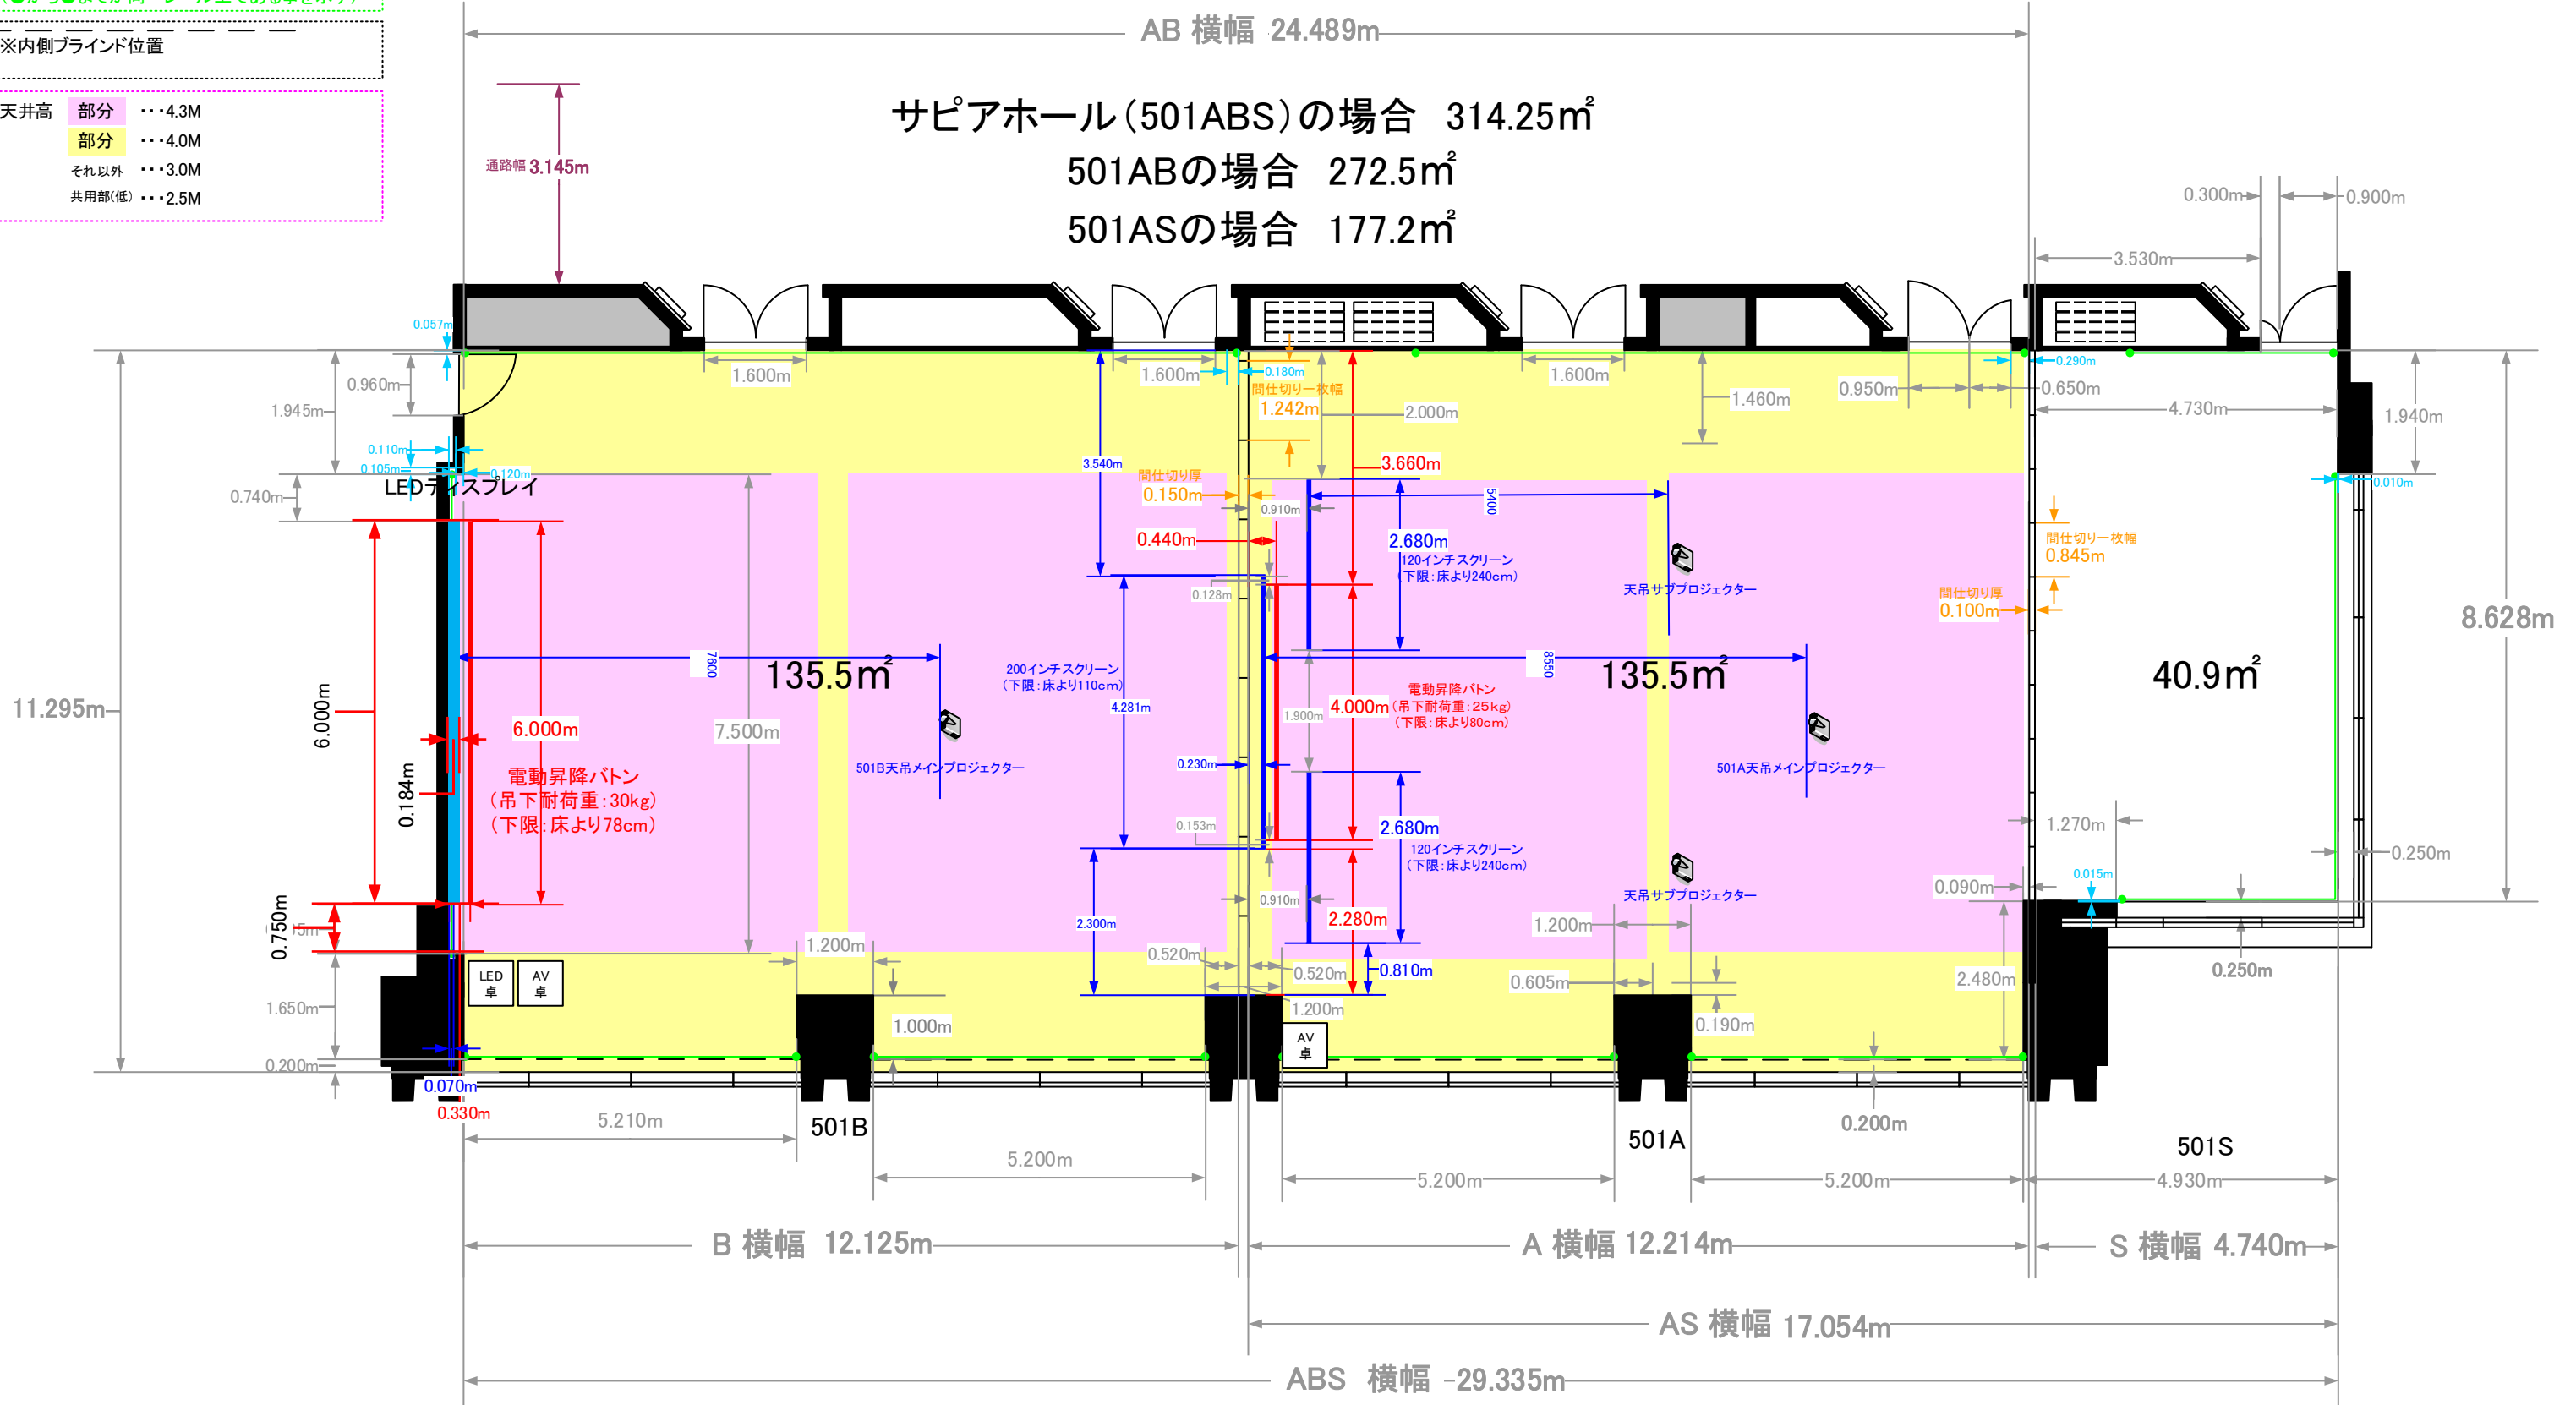 ※内側ブラインド位置
天井高 部分 ・・・4.3M
部分 ・・・4.0M
それ以外 ・・・3.0M
共用部(低) ・・・2.5M
AB 横幅 24.489m
サピアホール（501ABS）の場合 314.25㎡
501ABの場合 272.5㎡
501ASの場合 177.2㎡
通路幅 3.145m
0.300m
0.900m
3.530m
0.057m
0.960m
1.945m
1.600m
1.600m
0.180m
間仕切り一枚幅
1.242m
2.000m
1.600m
1.460m
0.950m
0.650m
0.290m
4.730m
1.940m
0.110m
0.105m
0.120m
LEDディスプレイ
0.740m
3.540m
間仕切り厚
0.150m
0.910m
3.660m
5400
0.010m
0.440m
2.680m
120インチスクリーン
(下限:床より240cm)
天吊サブプロジェクター
間仕切り一枚幅
0.845m
間仕切り厚
0.100m
0.128m
8.628m
11.295m
6.000m
6.000m
7600
135.5㎡
200インチスクリーン
(下限:床より110cm)
4.281m
8550
135.5㎡
40.9㎡
電動昇降バトン
(吊下耐荷重:25kg)
(下限:床より80cm)
4.000m
1.900m
7.500m
0.184m
電動昇降バトン
(吊下耐荷重:30kg)
(下限:床より78cm)
501B天吊メインプロジェクター
0.230m
501A天吊メインプロジェクター
0.153m
2.680m
120インチスクリーン
(下限:床より240cm)
天吊サブプロジェクター
1.270m
0.250m
0.015m
0.090m
0.910m
2.280m
2.300m
0.750m
1.200m
1.200m
0.520m
0.520m
0.810m
0.605m
2.480m
0.250m
LED
卓
AV
卓
1.650m
1.000m
1.200m
0.190m
AV
卓
0.200m
0.070m
0.330m
5.210m
501B
0.200m
501A
501S
5.200m
5.200m
5.200m
4.930m
B 横幅 12.125m
A 横幅 12.214m
S 横幅 4.740m
AS 横幅 17.054m
ABS 横幅 29.335m